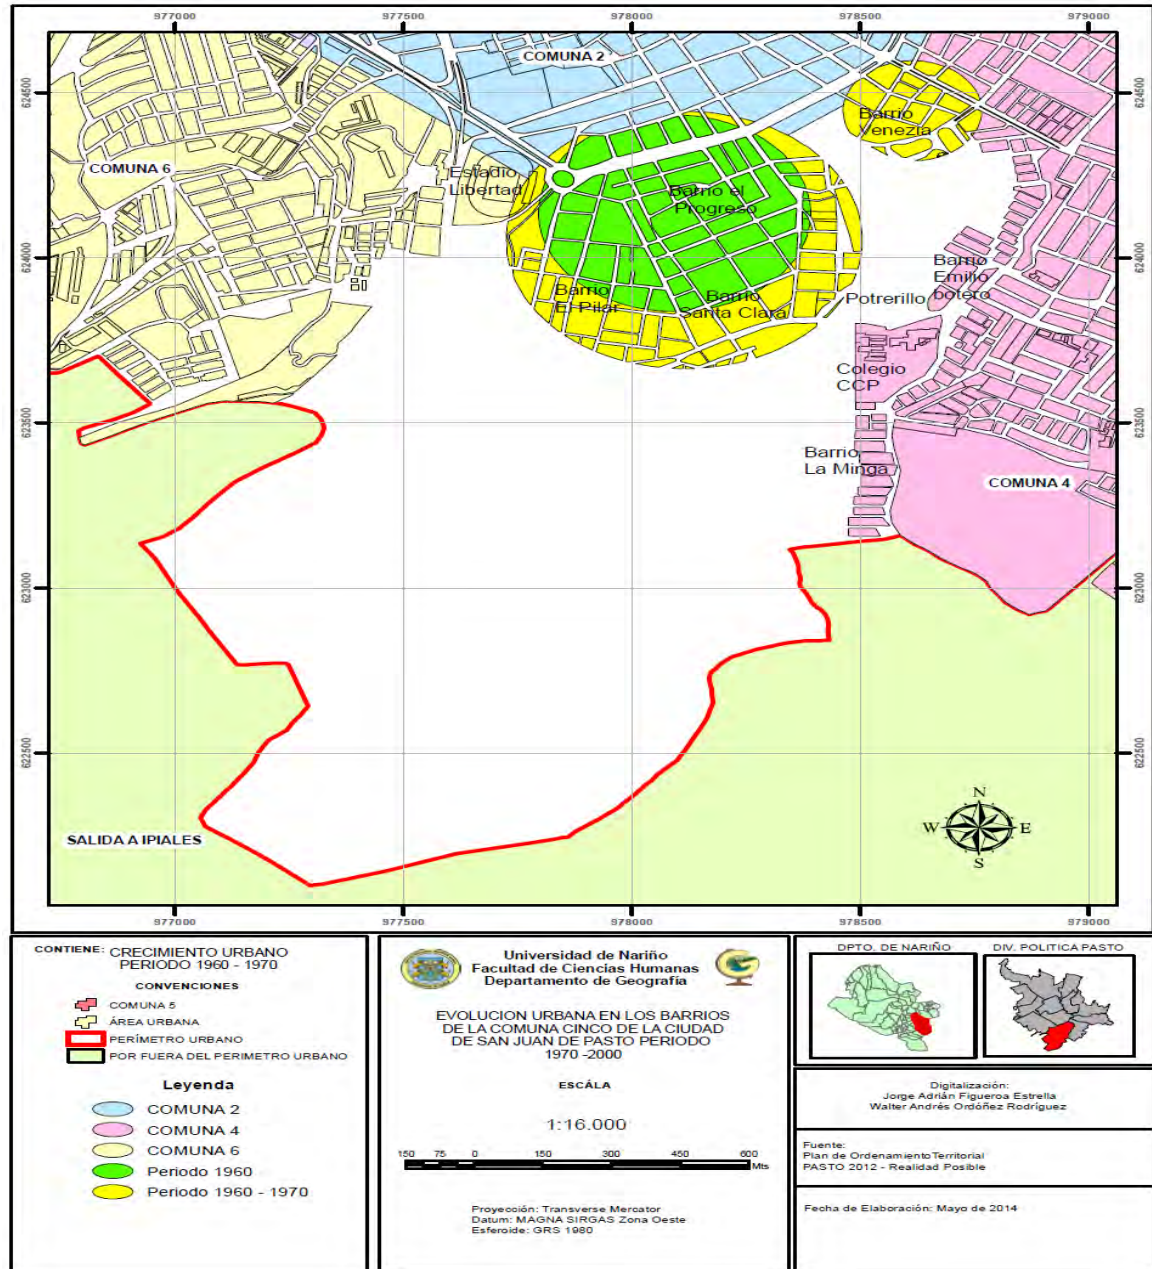 977000 977500 978000 978500 979000
COMUNA 2
624500
624500
Barrio
Venezia
COMUNA 6
Estadio
Libertad
Barrio el
Progreso
624000
624000
Barrio
Emilio
botero
Barrio
El Pilar
Barrio
Santa Clara
Potrerillo
Colegio
CCP
623500
623500
Barrio
La Minga
COMUNA 4
623000
623000
622500
622500
N
W E
S
SALIDA A IPIALES
977000 977500 978000 978500 979000
CONTIENE: CRECIMIENTO URBANO
PERIODO 1960 - 1970
CONVENCIONES
COMUNA 5
ÁREA URBANA
PERÍMETRO URBANO
POR FUERA DEL PERIMETRO URBANO
Leyenda
COMUNA 2
COMUNA 4
COMUNA 6
Periodo 1960
Periodo 1960 - 1970
Universidad de Nariño
Facultad de Ciencias Humanas
Departamento de Geografía
EVOLUCION URBANA EN LOS BARRIOS
DE LA COMUNA CINCO DE LA CIUDAD
DE SAN JUAN DE PASTO PERIODO
1970 -2000
ESCÁLA
1:16.000
150 75 0 150 300 450 600
Mts
Proyección: Transverse Mercator
Datum: MAGNA SIRGAS Zona Oeste
Esferoide: GRS 1980
DPTO. DE NARIÑO DIV. POLITICA PASTO
Digitalización:
Jorge Adrián Figueroa Estrella
Walter Andrés Ordóñez Rodríguez
Fuente:
Plan de OrdenamientoTerritorial
PASTO 2012 - Realidad Posible
Fecha de Elaboración: Mayo de 2014